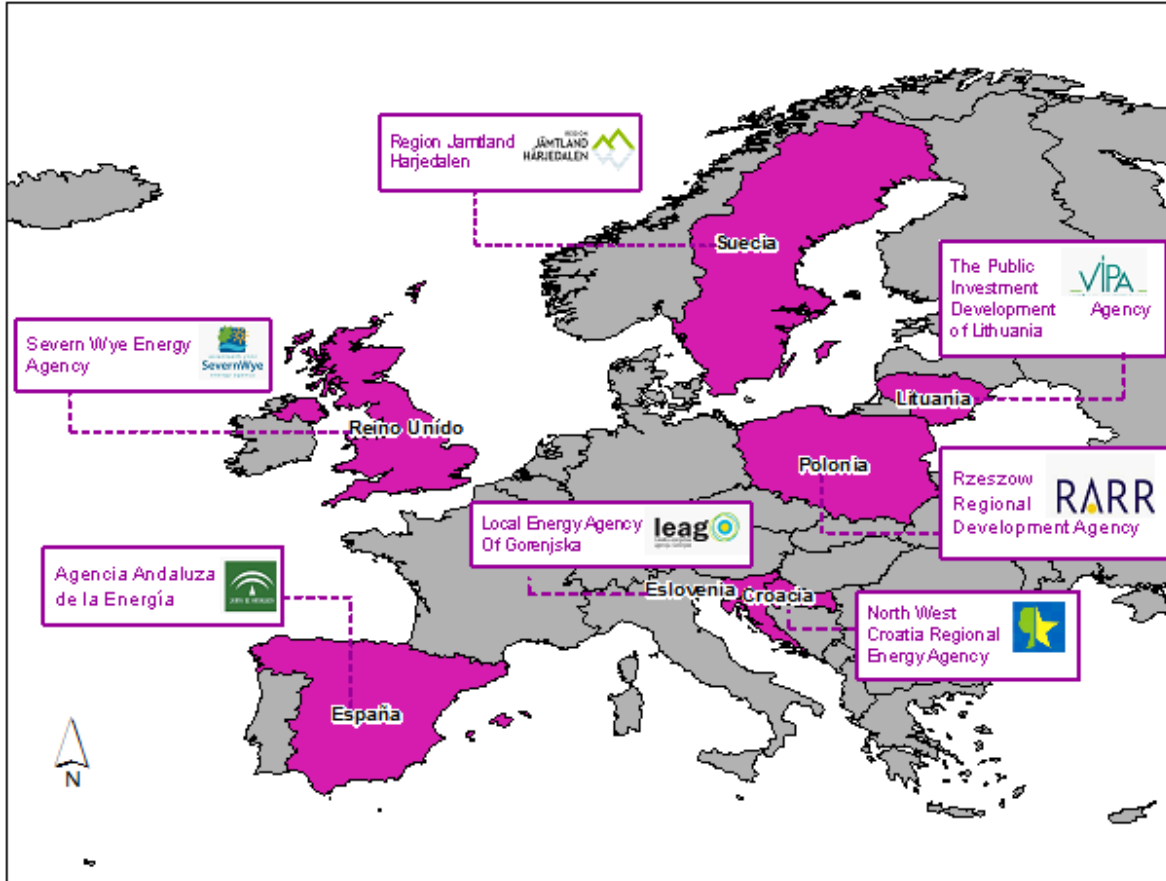 Region Jamtland
Harjedalen
REGION
JÄMTLAND
HÄRJEDALEN
Suecia
The Public
Investment
Development
of Lithuania
VIPA
Agency
Severn Wye Energy
Agency
SevernWye
Lituania
Reino Unido
Polonia
Rzeszow
Regional
Development Agency
RARR
Local Energy Agency
Of Gorenjska
leag
Agencia Andaluza
de la Energía
Eslovenia
Croacia
North West
Croatia Regional
Energy Agency
España
N